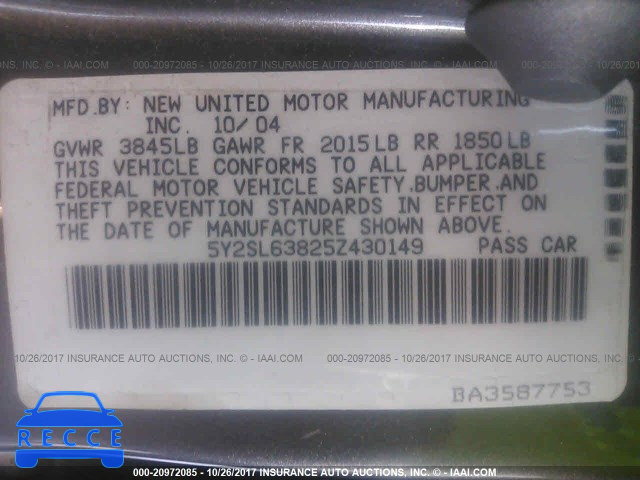 000-20972085 - 10/26/2017 INSURANCE AUTO
AUCTIONS, INC. - © IAAI.COM
MFD.BY: NEW UNITED MOTOR MANUFACTURING
INC. 10/04
GVWR 3845LB GAWR FR 2015LB RR 1850LB
THIS VEHICLE CONFORMS TO ALL APPLICABLE
FEDERAL MOTOR VEHICLE SAFETY.BUMPER.AND
THEFT PREVENTION STANDARDS IN EFFECT ON
THE DATE OF MANUFACTURE SHOWN ABOVE.
5Y2SL63825Z430149 PASS CAR
10/26/2017 INSURANCE AUTO AUCTIONS, INC. - © IAAI.COM 000-20972085 - 10/26/2017 INSURANCE AUTO
BA3587753
RECCE
000-20972085 - 10/26/2017 - © INSURANCE AUTO AUCTIONS, INC. - IAAI.COM